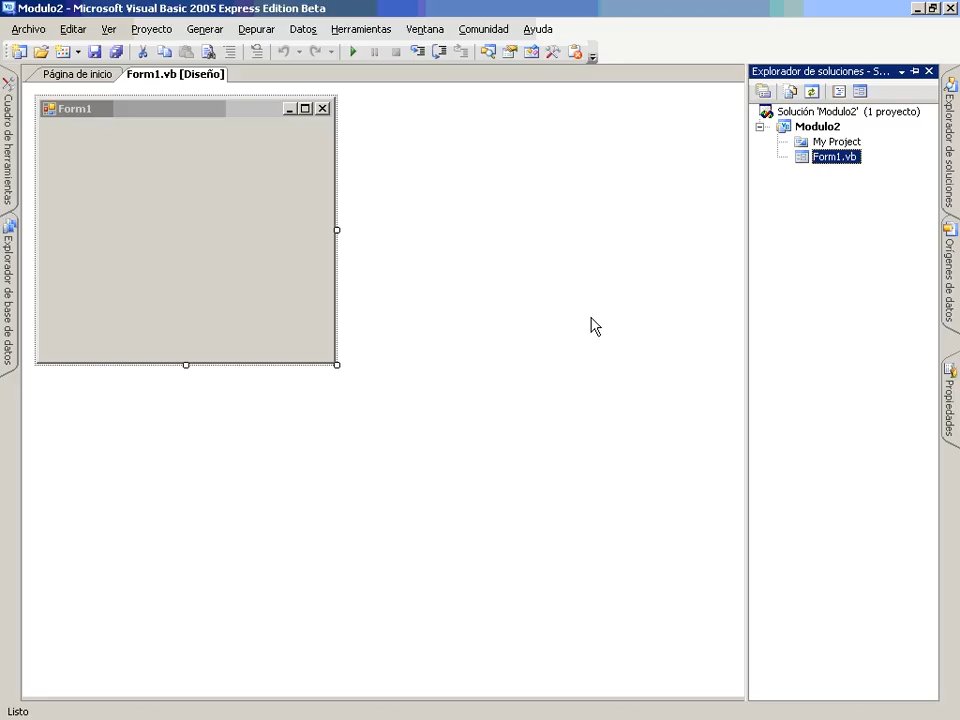 Modulo2 - Microsoft Visual Basic 2005 Express Edition Beta
Archivo Editar Ver Proyecto Generar Depurar Datos Herramientas Ventana Comunidad Ayuda
Página de inicio Form1.vb [Diseño]
Form1
Cuadro de herramientas
Explorador de base de datos
Explorador de soluciones - S...
Solución 'Modulo2' (1 proyecto)
Modulo2
My Project
Form1.vb
Explorador de soluciones
Orígenes de datos
Propiedades
Listo